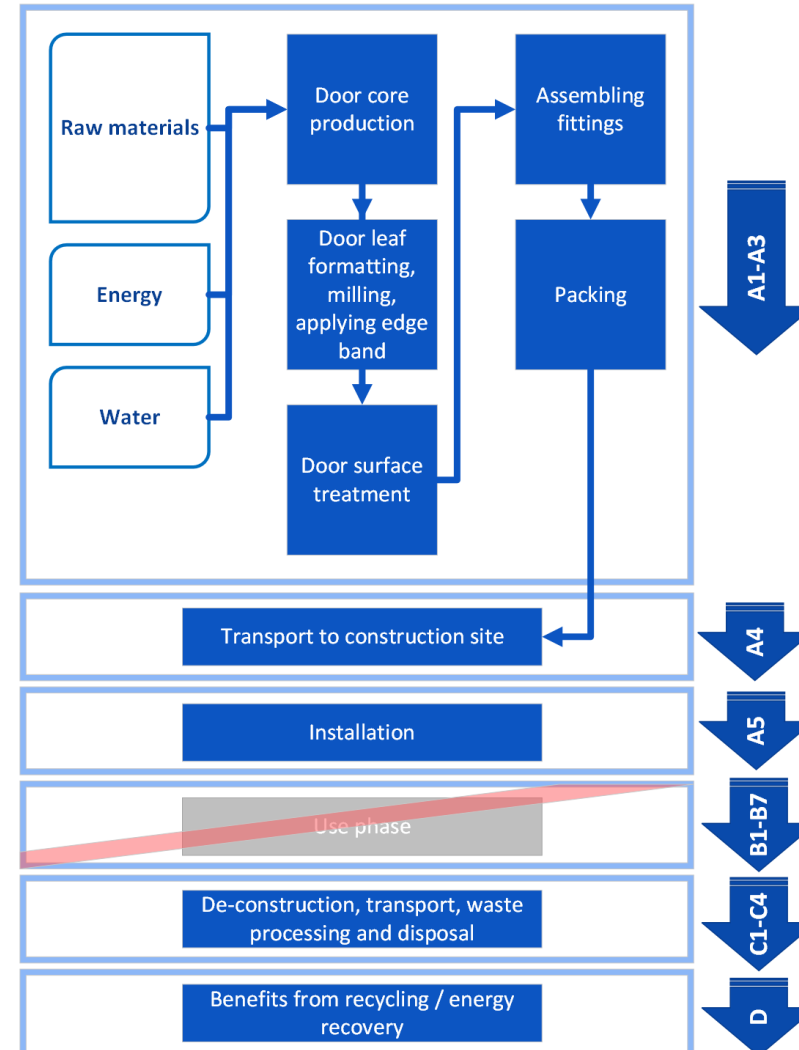 Raw materials
Energy
Water
Door core
production
Door leaf
formatting,
milling,
applying edge
band
Door surface
treatment
Assembling
fittings
Packing
A1-A3
Transport to construction site
A4
Installation
A5
Use phase
B1-B7
De-construction, transport, waste
processing and disposal
C1-C4
Benefits from recycling / energy
recovery
D